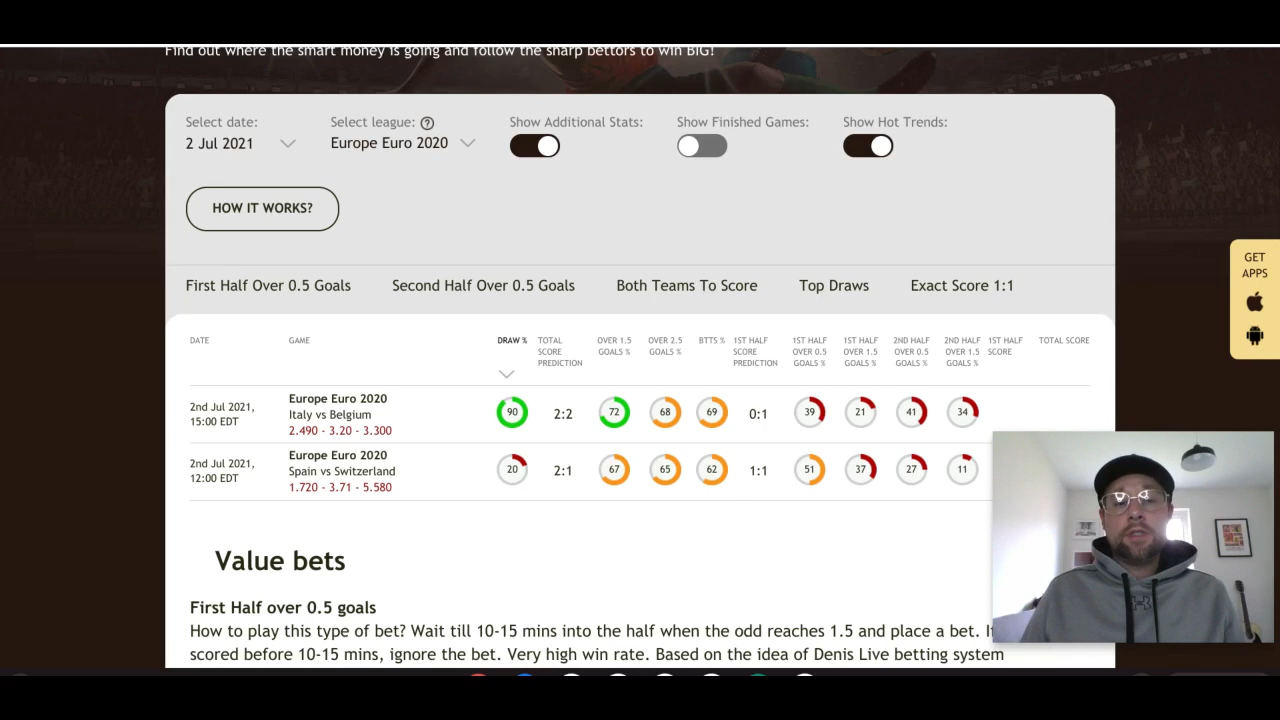 Find out where the smart money is going and follow the sharp bettors to win BIG!
Select date:
2 Jul 2021
Select league: ?
Europe Euro 2020
Show Additional Stats:
Show Finished Games:
Show Hot Trends:
HOW IT WORKS?
GET
APPS
First Half Over 0.5 Goals
Second Half Over 0.5 Goals
Both Teams To Score
Top Draws
Exact Score 1:1
DATE
GAME
DRAW %
TOTAL
SCORE
PREDICTION
OVER 1.5
GOALS %
OVER 2.5
GOALS %
BTTS %
1ST HALF
SCORE
PREDICTION
1ST HALF
OVER 0.5
GOALS %
1ST HALF
OVER 1.5
GOALS %
2ND HALF
OVER 0.5
GOALS %
2ND HALF
OVER 1.5
GOALS %
1ST HALF
SCORE
TOTAL SCORE
2nd Jul 2021,
15:00 EDT
Europe Euro 2020
Italy vs Belgium
2.490 - 3.20 - 3.300
90
2:2
72
68
69
0:1
39
21
41
34
2nd Jul 2021,
12:00 EDT
Europe Euro 2020
Spain vs Switzerland
1.720 - 3.71 - 5.580
20
2:1
67
65
62
1:1
51
37
27
11
Value bets
First Half over 0.5 goals
How to play this type of bet? Wait till 10-15 mins into the half when the odd reaches 1.5 and place a bet.
scored before 10-15 mins, ignore the bet. Very high win rate. Based on the idea of Denis Live betting system